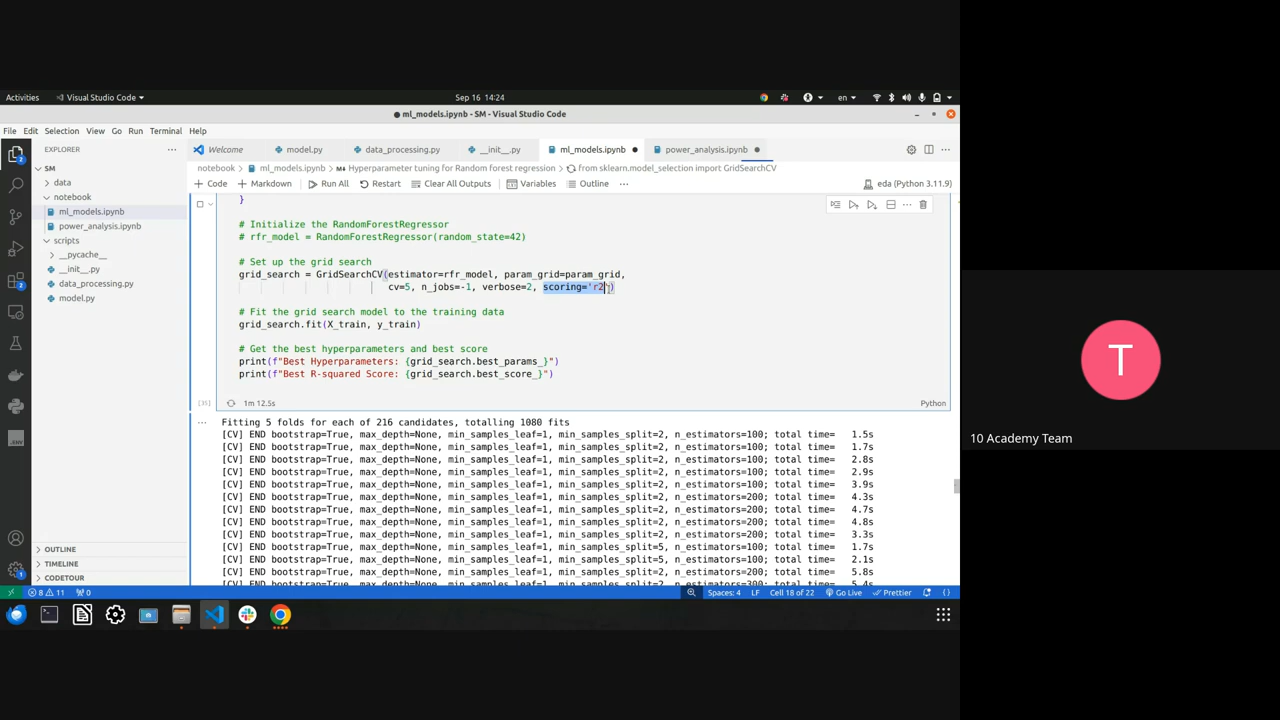 Activities
Visual Studio Code
Sep 16 14:24
en
ml_models.ipynb - SM - Visual Studio Code
File Edit Selection View Go Run Terminal Help
EXPLORER
Welcome
model.py
data_processing.py
__init__.py
ml_models.ipynb
power_analysis.ipynb
SM
notebook > ml_models.ipynb > Hyperparameter tuning for Random forest regression > from sklearn.model_selection import GridSearchCV
data
+ Code + Markdown Run All Restart Clear All Outputs Variables Outline ... eda (Python 3.11.9)
notebook
ml_models.ipynb
power_analysis.ipynb
scripts
__pycache__
__init__.py
data_processing.py
model.py
}
# Initialize the RandomForestRegressor
# rfr_model = RandomForestRegressor(random_state=42)
# Set up the grid search
grid_search = GridSearchCV(estimator=rfr_model, param_grid=param_grid,
cv=5, n_jobs=-1, verbose=2, scoring='r2')
# Fit the grid search model to the training data
grid_search.fit(X_train, y_train)
# Get the best hyperparameters and best score
print(f"Best Hyperparameters: {grid_search.best_params_}")
print(f"Best R-squared Score: {grid_search.best_score_}")
[35]
1m 12.5s
Python
Fitting 5 folds for each of 216 candidates, totalling 1080 fits
[CV] END bootstrap=True, max_depth=None, min_samples_leaf=1, min_samples_split=2, n_estimators=100; total time= 1.5s
[CV] END bootstrap=True, max_depth=None, min_samples_leaf=1, min_samples_split=2, n_estimators=100; total time= 1.7s
[CV] END bootstrap=True, max_depth=None, min_samples_leaf=1, min_samples_split=2, n_estimators=100; total time= 2.8s
[CV] END bootstrap=True, max_depth=None, min_samples_leaf=1, min_samples_split=2, n_estimators=100; total time= 2.9s
[CV] END bootstrap=True, max_depth=None, min_samples_leaf=1, min_samples_split=2, n_estimators=100; total time= 3.9s
[CV] END bootstrap=True, max_depth=None, min_samples_leaf=1, min_samples_split=2, n_estimators=200; total time= 4.3s
[CV] END bootstrap=True, max_depth=None, min_samples_leaf=1, min_samples_split=2, n_estimators=200; total time= 4.7s
[CV] END bootstrap=True, max_depth=None, min_samples_leaf=1, min_samples_split=2, n_estimators=200; total time= 4.8s
[CV] END bootstrap=True, max_depth=None, min_samples_leaf=1, min_samples_split=2, n_estimators=200; total time= 3.3s
[CV] END bootstrap=True, max_depth=None, min_samples_leaf=1, min_samples_split=5, n_estimators=100; total time= 1.7s
[CV] END bootstrap=True, max_depth=None, min_samples_leaf=1, min_samples_split=5, n_estimators=100; total time= 2.1s
[CV] END bootstrap=True, max_depth=None, min_samples_leaf=1, min_samples_split=2, n_estimators=200; total time= 5.8s
[CV] END bootstrap=True, max_depth=None, min_samples_leaf=1, min_samples_split=2, n_estimators=300; total time= 5.4s
OUTLINE
TIMELINE
CODETOUR
8 11 0
Spaces: 4 LF Cell 18 of 22 Go Live Prettier
T
10 Academy Team